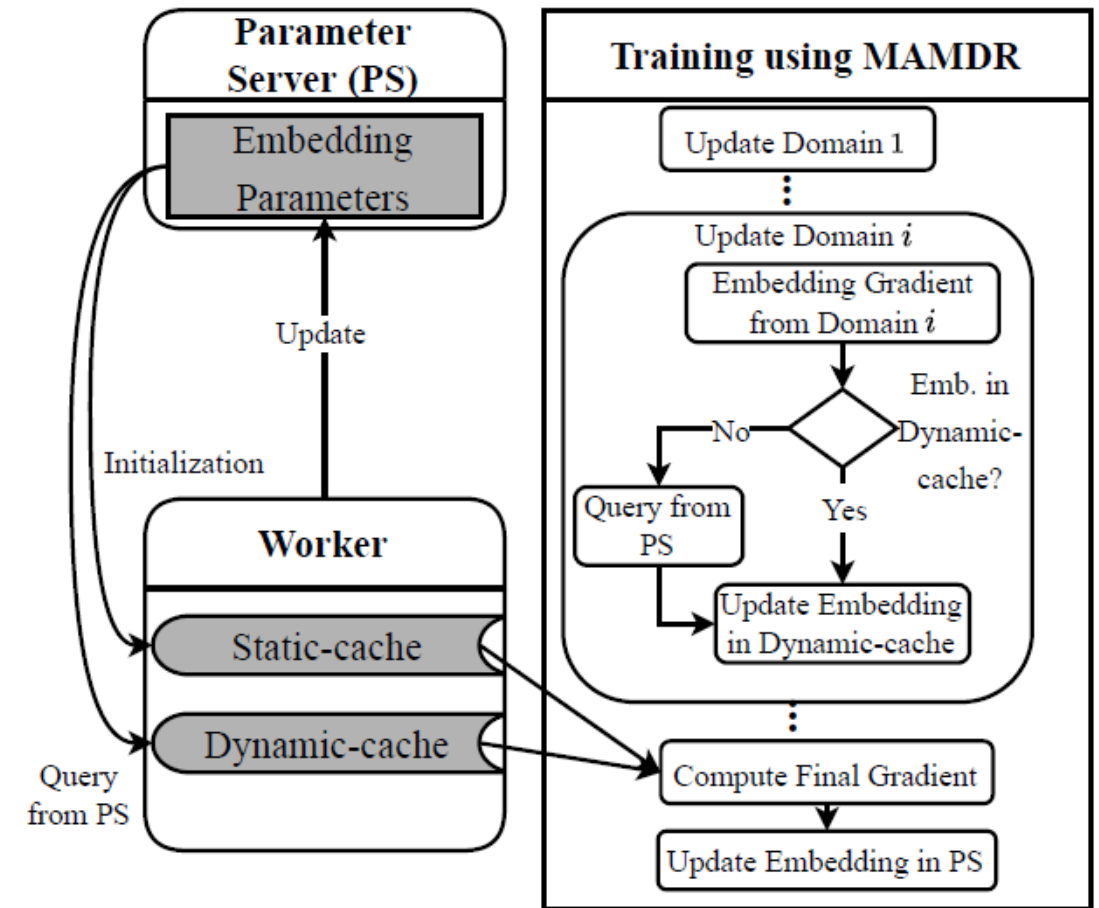 Parameter
Server (PS)
Embedding
Parameters
Update
Initialization
Worker
Static-cache
Dynamic-cache
Query
from PS
Training using MAMDR
Update Domain 1
Update Domain i
Embedding Gradient
from Domain i
Emb. in
Dynamic-
cache?
No
Yes
Query from
PS
Update Embedding
in Dynamic-cache
Compute Final Gradient
Update Embedding in PS